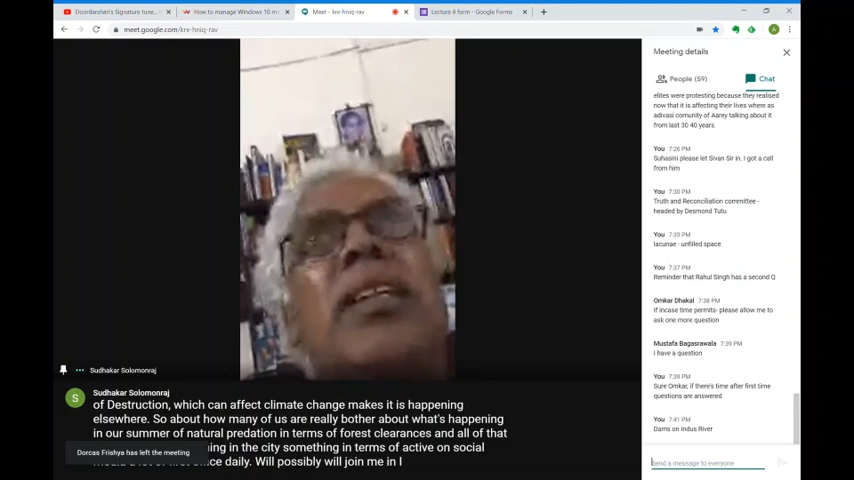 Doordarshan's Signature tune...
How to manage Windows 10 n
Meet - krx-hniq-rav
Lecture 4 form - Google Forms
meet.google.com/krx-hniq-rav
A
Meeting details
People (59)
Chat
elites were protesting because they realised
now that it is affecting their lives where as
adivasi comunity of Aarey talking about it
from last 30 40 years.
You 7:26 PM
Suhasini please let Sivan Sir in. I got a call
from him
You 7:30 PM
Truth and Reconciliation committee -
headed by Desmond Tutu
You 7:35 PM
lacunae - unfilled space
You 7:37 PM
Reminder that Rahul Singh has a second Q
Omkar Dhakal 7:38 PM
if incase time permits- please allow me to
ask one more question
Mustafa Bagasrawala 7:39 PM
I have a question
You 7:39 PM
Sure Omkar, if there's time after first time
questions are answered
You 7:41 PM
Dams on Indus River
Send a message to everyone
Sudhakar Solomonraj
S
Sudhakar Solomonraj
of Destruction, which can affect climate change makes it is happening
elsewhere. So about how many of us are really bother about what's happening
in our summer of natural predation in terms of forest clearances and all of that
ning in the city something in terms of active on social
since daily. Will possibly will join me in I
Dorcas Frishya has left the meeting